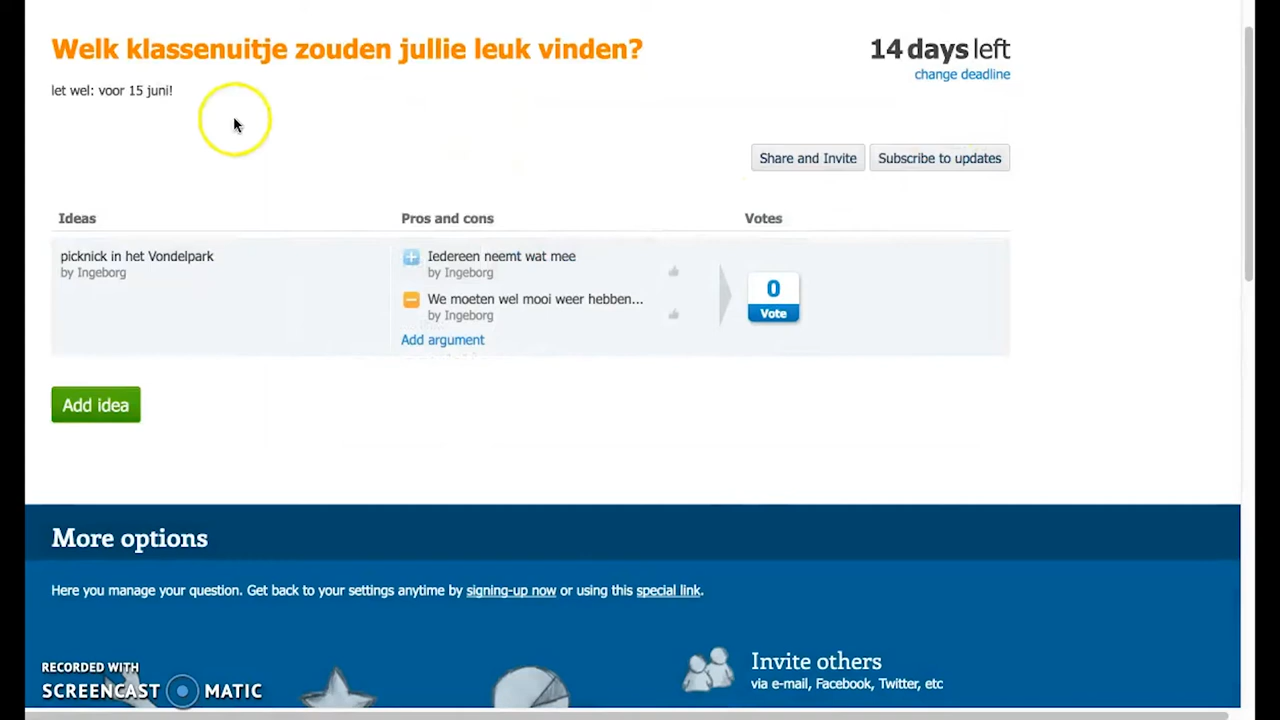 Welk klassenuitje zouden jullie leuk vinden?
14 days left
change deadline
let wel: voor 15 juni!
Share and Invite
Subscribe to updates
Ideas
Pros and cons
Votes
picknick in het Vondelpark
by Ingeborg
Iedereen neemt wat mee
by Ingeborg
We moeten wel mooi weer hebben...
by Ingeborg
Add argument
0
Vote
Add idea
More options
Here you manage your question. Get back to your settings anytime by signing-up now or using this special link.
Invite others
via e-mail, Facebook, Twitter, etc
RECORDED WITH
SCREENCAST MATIC